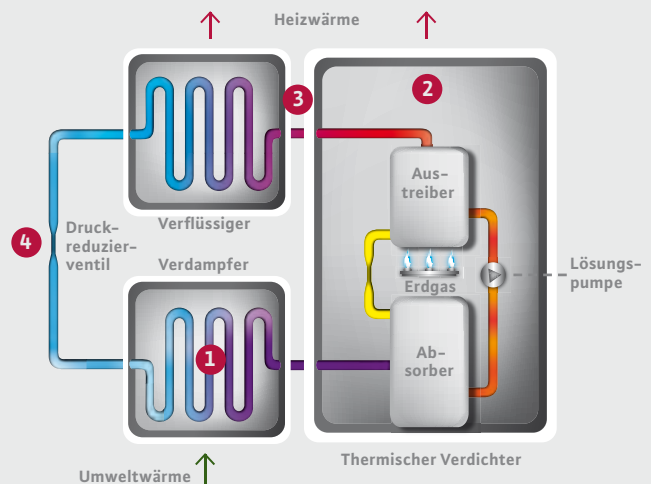 Heizwärme
3
2
Aus-
treiber
Verflüssiger
4
Druck-
reduzier-
ventil
Verdampfer
Erdgas
Lösungs-
pumpe
1
Ab-
sorber
Thermischer Verdichter
Umweltwärme